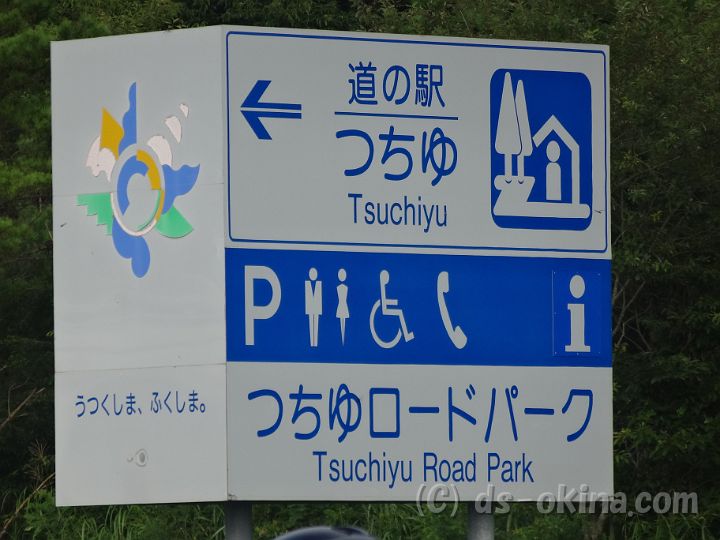 道の駅
つちゆ
Tsuchiyu
P
i
うつくしま、ふくしま。
つちゆロードパーク
Tsuchiyu Road Park
(C) ds-okina.com